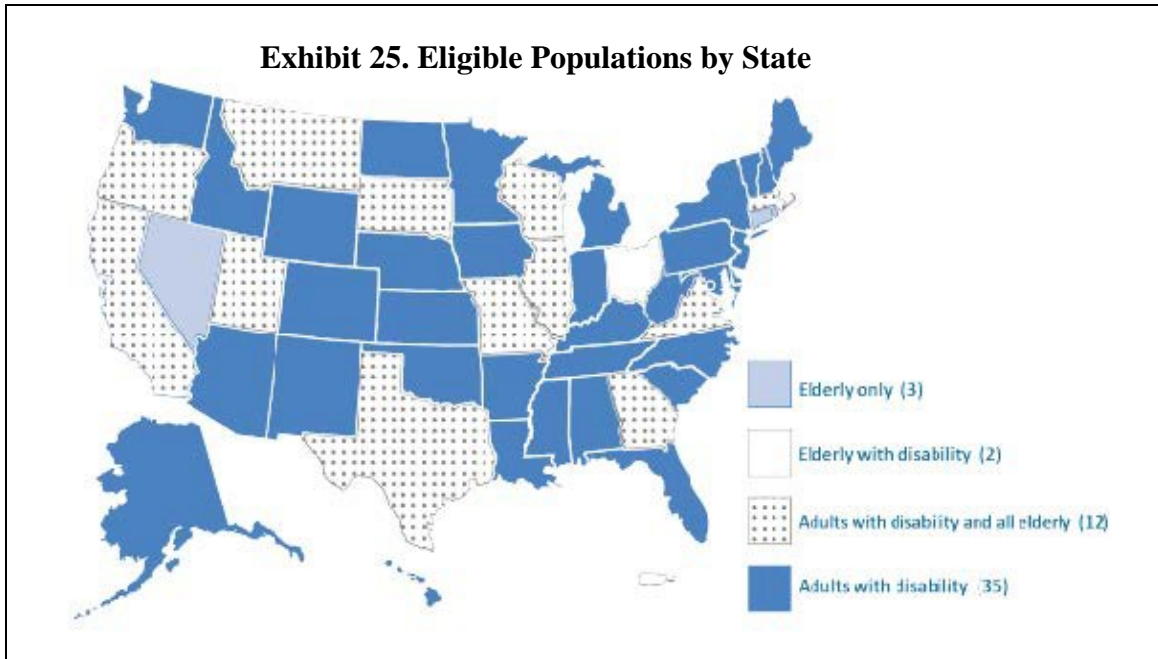 Exhibit 25. Eligible Populations by State
Elderly only (3)
Elderly with disability (2)
Adults with disability and all elderly (12)
Adults with disability (35)